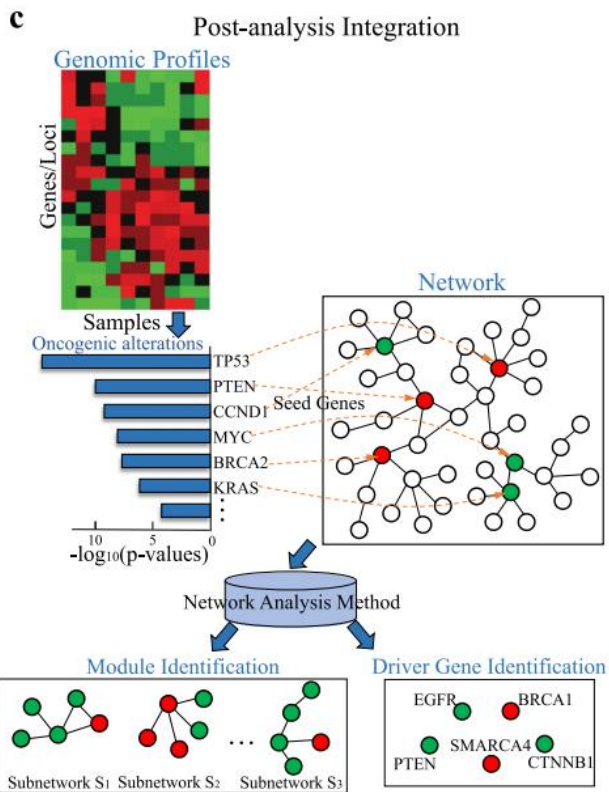 c
Post-analysis Integration
Genomic Profiles
Genes/Loci
Samples
Oncogenic alterations
TP53
PTEN
CCND1
MYC
BRCA2
KRAS
⋮
10 5 0
-log10(p-values)
Network
Seed Genes
Network Analysis Method
Module Identification
...
Subnetwork S1
Subnetwork S2
Subnetwork S3
Driver Gene Identification
EGFR
BRCA1
SMARCA4
PTEN
CTNNB1